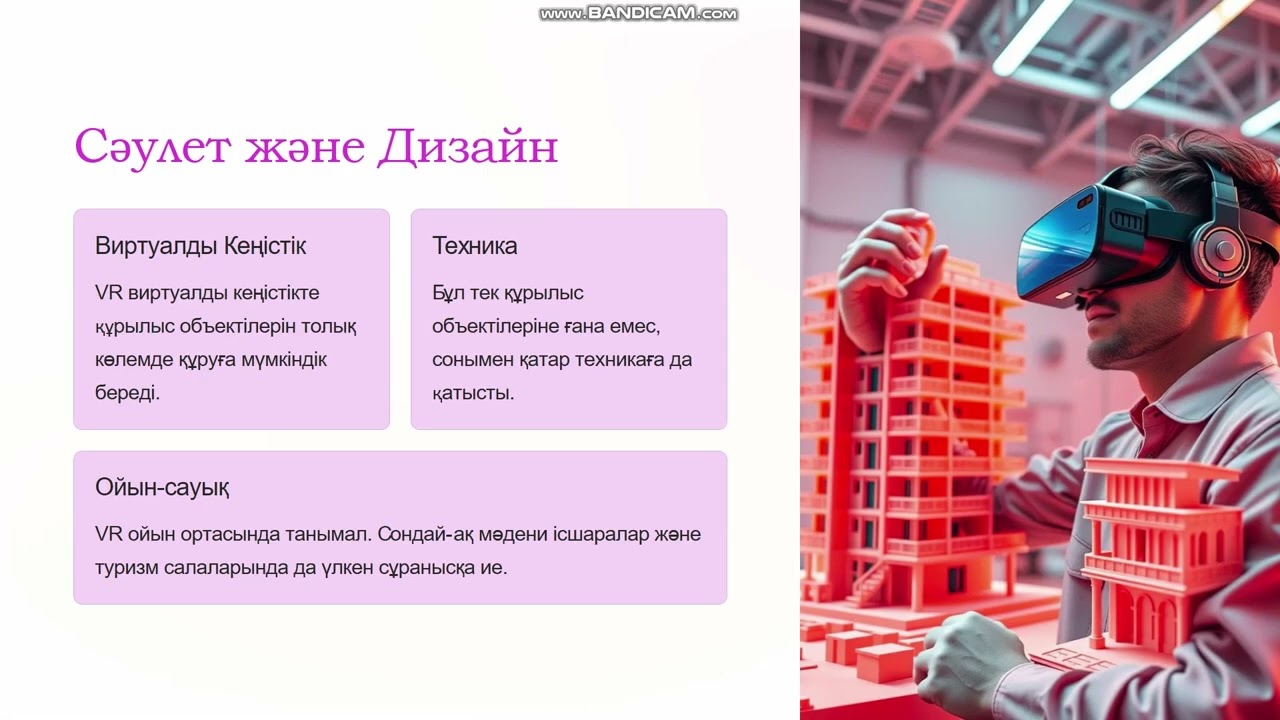 www.BANDICAM.com
Сәулет және Дизайн
Виртуалды Кеңістік
VR виртуалды кеңістікте
құрылыс объектілерін толық
көлемде құруға мүмкіндік
береді.
Техника
Бұл тек құрылыс
объектілеріне ғана емес,
сонымен қатар техникаға да
қатысты.
Ойын-сауық
VR ойын ортасында танымал. Сондай-ақ мәдени ісшаралар және
туризм салаларында да үлкен сұранысқа ие.